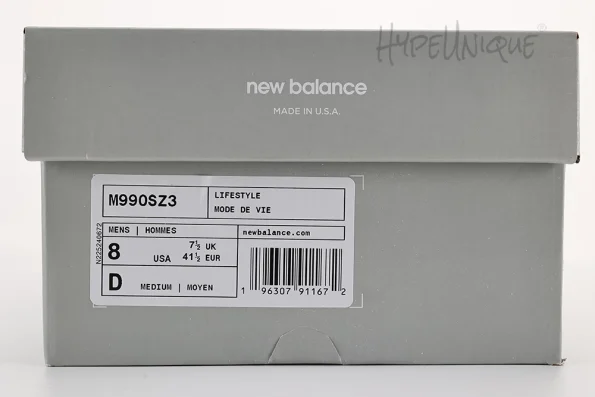 HYPEUNIQUE®
new balance
MADE IN U.S.A.
M990SZ3
LIFESTYLE
MODE DE VIE
N225240672
MENS | HOMMES
newbalance.com
8 USA
7½ UK
41½ EUR
D
MEDIUM | MOYEN
1 96307 91167 2